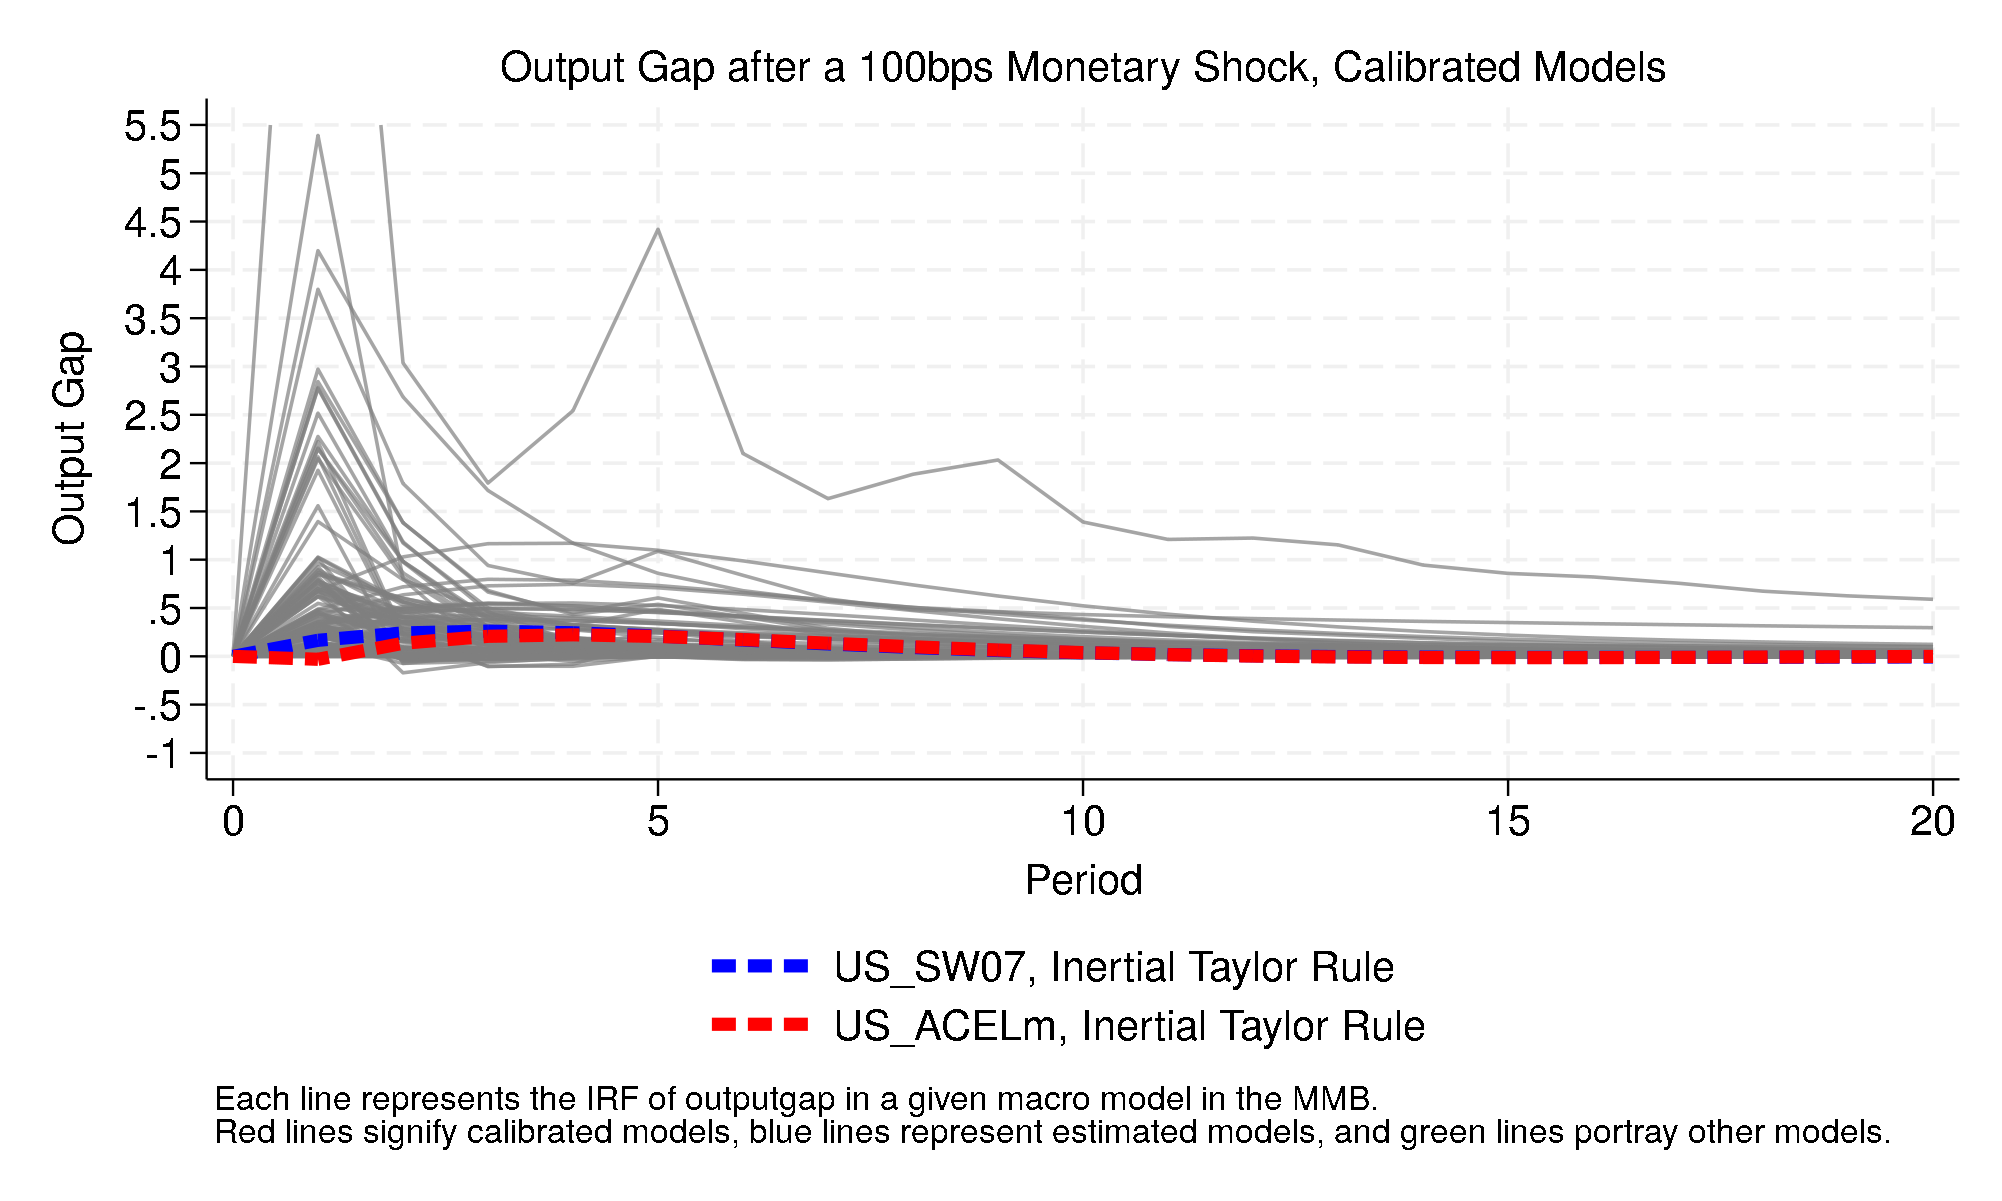 Output Gap after a 100bps Monetary Shock, Calibrated Models
Output Gap
5.5
5
4.5
4
3.5
3
2.5
2
1.5
1
.5
0
-.5
-1
0 5 10 15 20
Period
US_SW07, Inertial Taylor Rule
US_ACELm, Inertial Taylor Rule
Each line represents the IRF of outputgap in a given macro model in the MMB.
Red lines signify calibrated models, blue lines represent estimated models, and green lines portray other models.